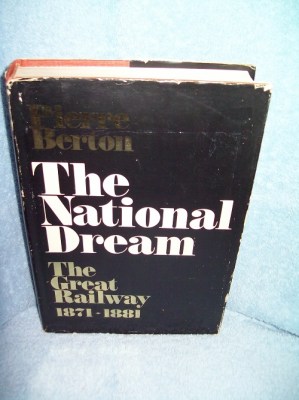 Pierre
Berton
The
National
Dream
The
Great
Railway
1871-1881